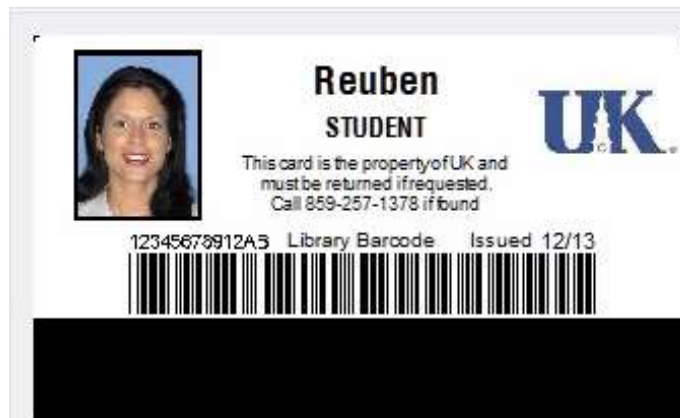 Reuben
STUDENT
UK
This card is the property of UK and
must be returned if requested.
Call 859-257-1378 if found
12345678912AB Library Barcode Issued 12/13